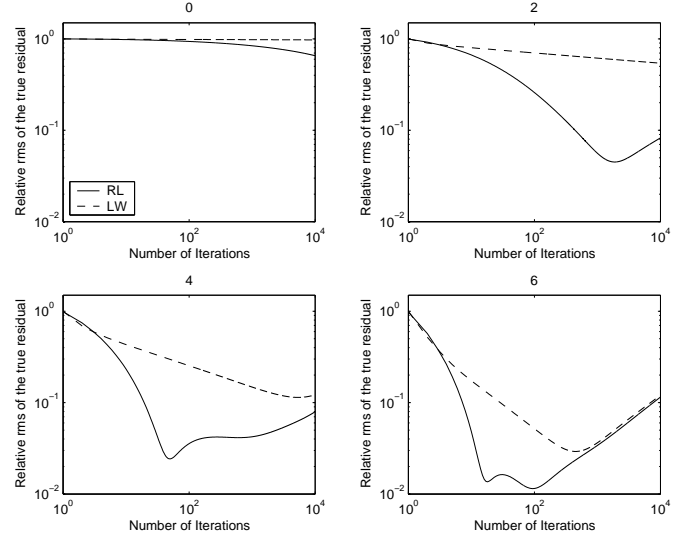 0
Relative rms of the true residual
10^0
10^-1
10^-2
RL
LW
10^0
10^2
10^4
Number of Iterations
2
Relative rms of the true residual
10^0
10^-1
10^-2
10^0
10^2
10^4
Number of Iterations
4
Relative rms of the true residual
10^0
10^-1
10^-2
10^0
10^2
10^4
Number of Iterations
6
Relative rms of the true residual
10^0
10^-1
10^-2
10^0
10^2
10^4
Number of Iterations